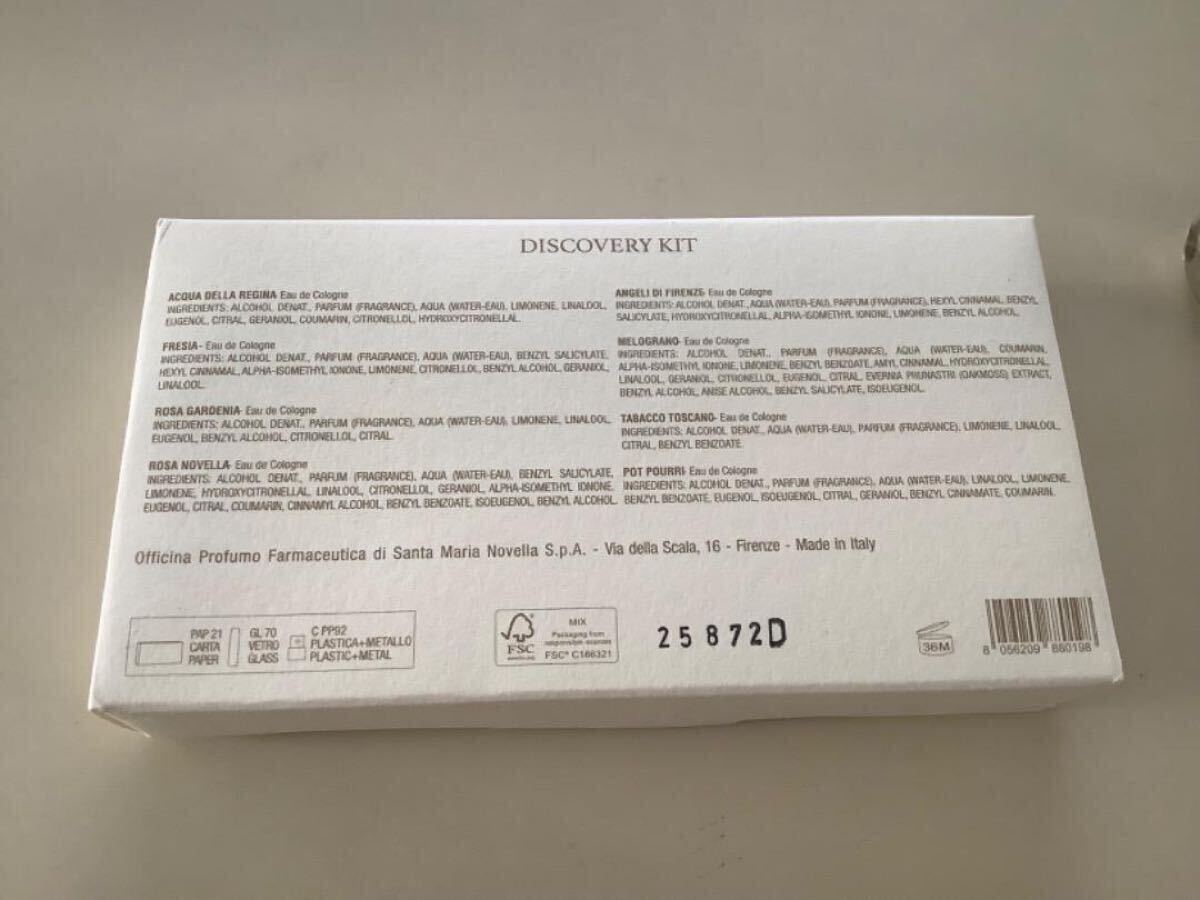 DISCOVERY KIT
ACQUA DELLA REGINA- Eau de Cologne
INGREDIENTS: ALCOHOL DENAT., PARFUM (FRAGRANCE), AQUA (WATER-EAU), LIMONENE, LINALOOL,
EUGENOL, CITRAL, GERANIOL, COUMARIN, CITRONELLOL, HYDROXYCITRONELLAL.
FRESIA- Eau de Cologne
INGREDIENTS: ALCOHOL DENAT., PARFUM (FRAGRANCE), AQUA (WATER-EAU), BENZYL SALICYLATE,
HEXYL CINNAMAL, ALPHA-ISOMETHYL IONONE, LIMONENE, CITRONELLOL, BENZYL ALCOHOL, GERANIOL,
LINALOOL.
ROSA GARDENIA- Eau de Cologne
INGREDIENTS: ALCOHOL DENAT., PARFUM (FRAGRANCE), AQUA (WATER-EAU), LIMONENE, LINALOOL,
EUGENOL, BENZYL ALCOHOL, CITRONELLOL, CITRAL.
ROSA NOVELLA- Eau de Cologne
INGREDIENTS: ALCOHOL DENAT., PARFUM (FRAGRANCE), AQUA (WATER-EAU), BENZYL SALICYLATE,
LIMONENE, HYDROXYCITRONELLAL, LINALOOL, CITRONELLOL, GERANIOL, ALPHA-ISOMETHYL IONONE,
EUGENOL, CITRAL, COUMARIN, CINNAMYL ALCOHOL, BENZYL BENZOATE, ISOEUGENOL, BENZYL ALCOHOL.
ANGELI DI FIRENZE- Eau de Cologne
INGREDIENTS: ALCOHOL DENAT., AQUA (WATER-EAU), PARFUM (FRAGRANCE), HEXYL CINNAMAL, BENZYL
SALICYLATE, HYDROXYCITRONELLAL, ALPHA-ISOMETHYL IONONE, LIMONENE, BENZYL ALCOHOL.
MELOGRANO- Eau de Cologne
INGREDIENTS: ALCOHOL DENAT., PARFUM (FRAGRANCE), AQUA (WATER-EAU), COUMARIN,
ALPHA-ISOMETHYL IONONE, LIMONENE, BENZYL BENZOATE, AMYL CINNAMAL, HYDROXYCITRONELLAL,
LINALOOL, GERANIOL, CITRONELLOL, EUGENOL, CITRAL, EVERNIA PRUNASTRI (OAKMOSS) EXTRACT,
BENZYL ALCOHOL, ANISE ALCOHOL, BENZYL SALICYLATE, ISOEUGENOL.
TABACCO TOSCANO- Eau de Cologne
INGREDIENTS: ALCOHOL DENAT., AQUA (WATER-EAU), PARFUM (FRAGRANCE), LIMONENE, LINALOOL,
CITRAL, BENZYL BENZOATE.
POT POURRI- Eau de Cologne
INGREDIENTS: ALCOHOL DENAT., PARFUM (FRAGRANCE), AQUA (WATER-EAU), LINALOOL, LIMONENE,
BENZYL BENZOATE, EUGENOL, ISOEUGENOL, CITRAL, GERANIOL, BENZYL CINNAMATE, COUMARIN.
Officina Profumo Farmaceutica di Santa Maria Novella S.p.A. - Via della Scala, 16 - Firenze - Made in Italy
PAP 21
CARTA
PAPER
GL 70
VETRO
GLASS
C PP92
PLASTICA+METALLO
PLASTIC+METAL
FSC
MIX
Packaging from
responsible sources
FSC® C166321
25872D
36M
8 056209 880198